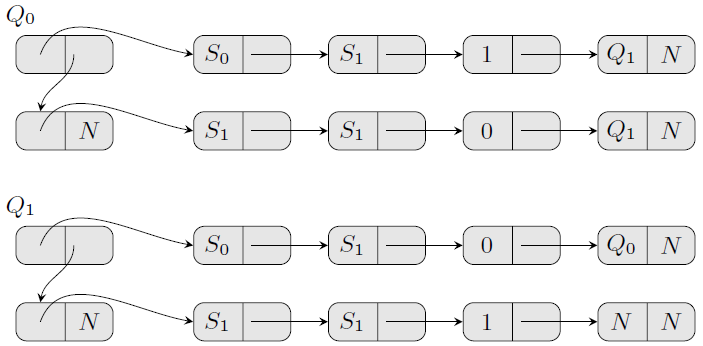 Q₀
S₀ S₁ 1 Q₁ N
N S₁ S₁ 0 Q₁ N
Q₁
S₀ S₁ 0 Q₀ N
N S₁ S₁ 1 N N